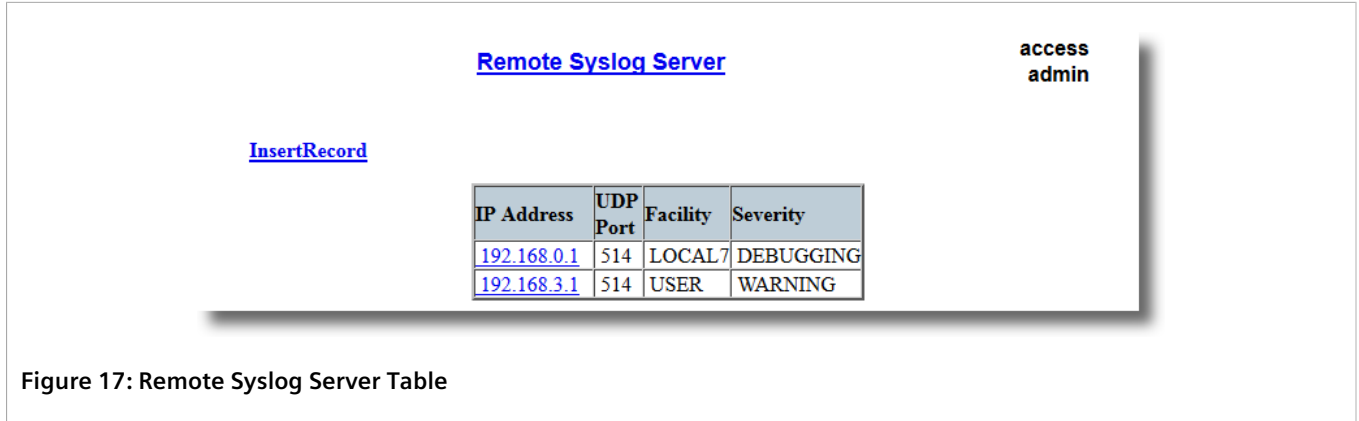 Remote Syslog Server
access
admin
InsertRecord
IP Address UDP Port Facility Severity
192.168.0.1 514 LOCAL7 DEBUGGING
192.168.3.1 514 USER WARNING
Figure 17: Remote Syslog Server Table